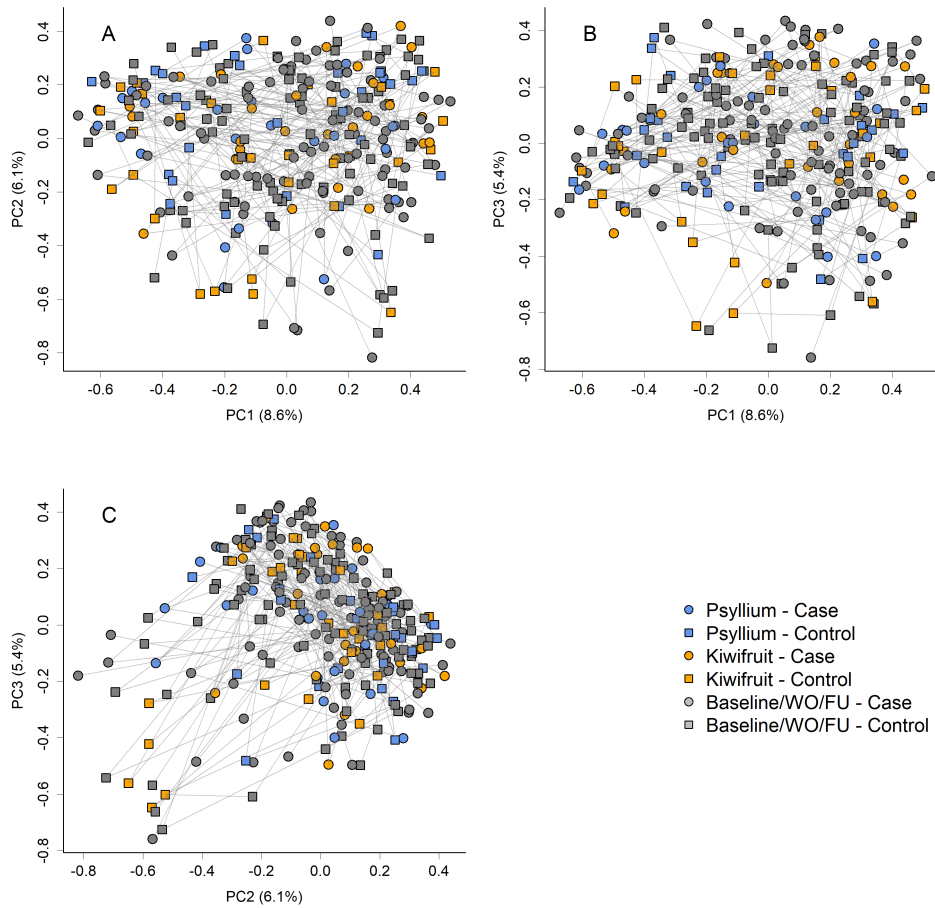 A
0.4
0.2
0.0
-0.2
-0.4
-0.6
-0.8
PC2 (6.1%)
-0.6 -0.4 -0.2 0.0 0.2 0.4
PC1 (8.6%)
B
0.4
0.2
0.0
-0.2
-0.4
-0.6
-0.8
PC3 (5.4%)
-0.6 -0.4 -0.2 0.0 0.2 0.4
PC1 (8.6%)
C
0.4
0.2
0.0
-0.2
-0.4
-0.6
-0.8
PC3 (5.4%)
-0.8 -0.6 -0.4 -0.2 0.0 0.2 0.4
PC2 (6.1%)
Psyllium - Case
Psyllium - Control
Kiwifruit - Case
Kiwifruit - Control
Baseline/WO/FU - Case
Baseline/WO/FU - Control